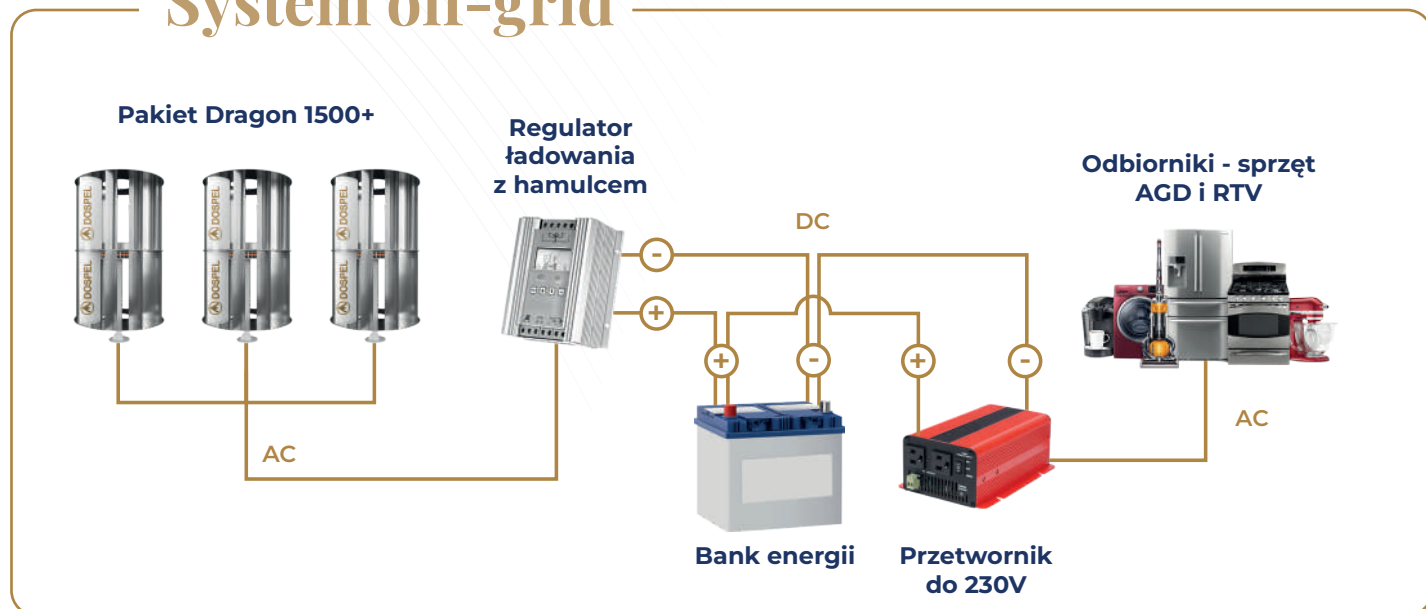 System off-grid
Pakiet Dragon 1500+
Regulator
ładowania
z hamulcem
Odbiorniki - sprzęt
AGD i RTV
DOSPEL
DOSPEL
DOSPEL
DOSPEL
DOSPEL
DOSPEL
-
DC
+
+
-
+
-
AC
AC
Bank energii
Przetwornik
do 230V